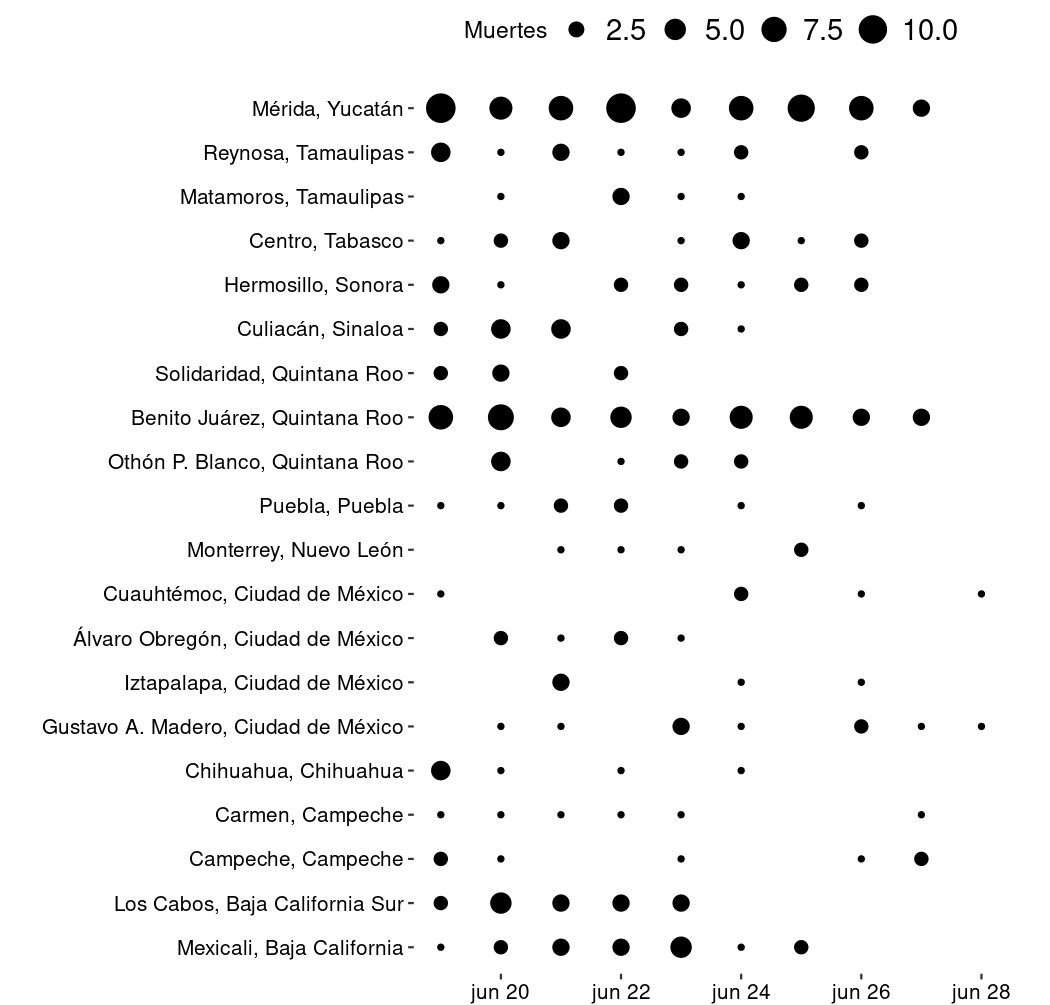 Muertes 2.5 5.0 7.5 10.0
Mérida, Yucatán
Reynosa, Tamaulipas
Matamoros, Tamaulipas
Centro, Tabasco
Hermosillo, Sonora
Culiacán, Sinaloa
Solidaridad, Quintana Roo
Benito Juárez, Quintana Roo
Othón P. Blanco, Quintana Roo
Puebla, Puebla
Monterrey, Nuevo León
Cuauhtémoc, Ciudad de México
Álvaro Obregón, Ciudad de México
Iztapalapa, Ciudad de México
Gustavo A. Madero, Ciudad de México
Chihuahua, Chihuahua
Carmen, Campeche
Campeche, Campeche
Los Cabos, Baja California Sur
Mexicali, Baja California
jun 20 jun 22 jun 24 jun 26 jun 28